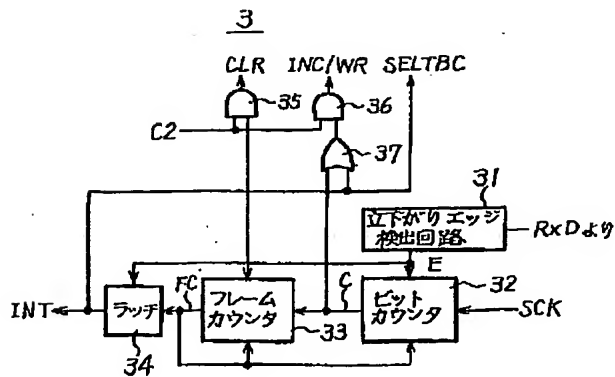 3
CLR INC/WR SELTBC
35
36
C2
37
31
立下がりエッジ
検出回路
RxDより
E
32
FC
C
INT
ラッチ
フレーム
カウンタ
ビット
カウンタ
SCK
33
34